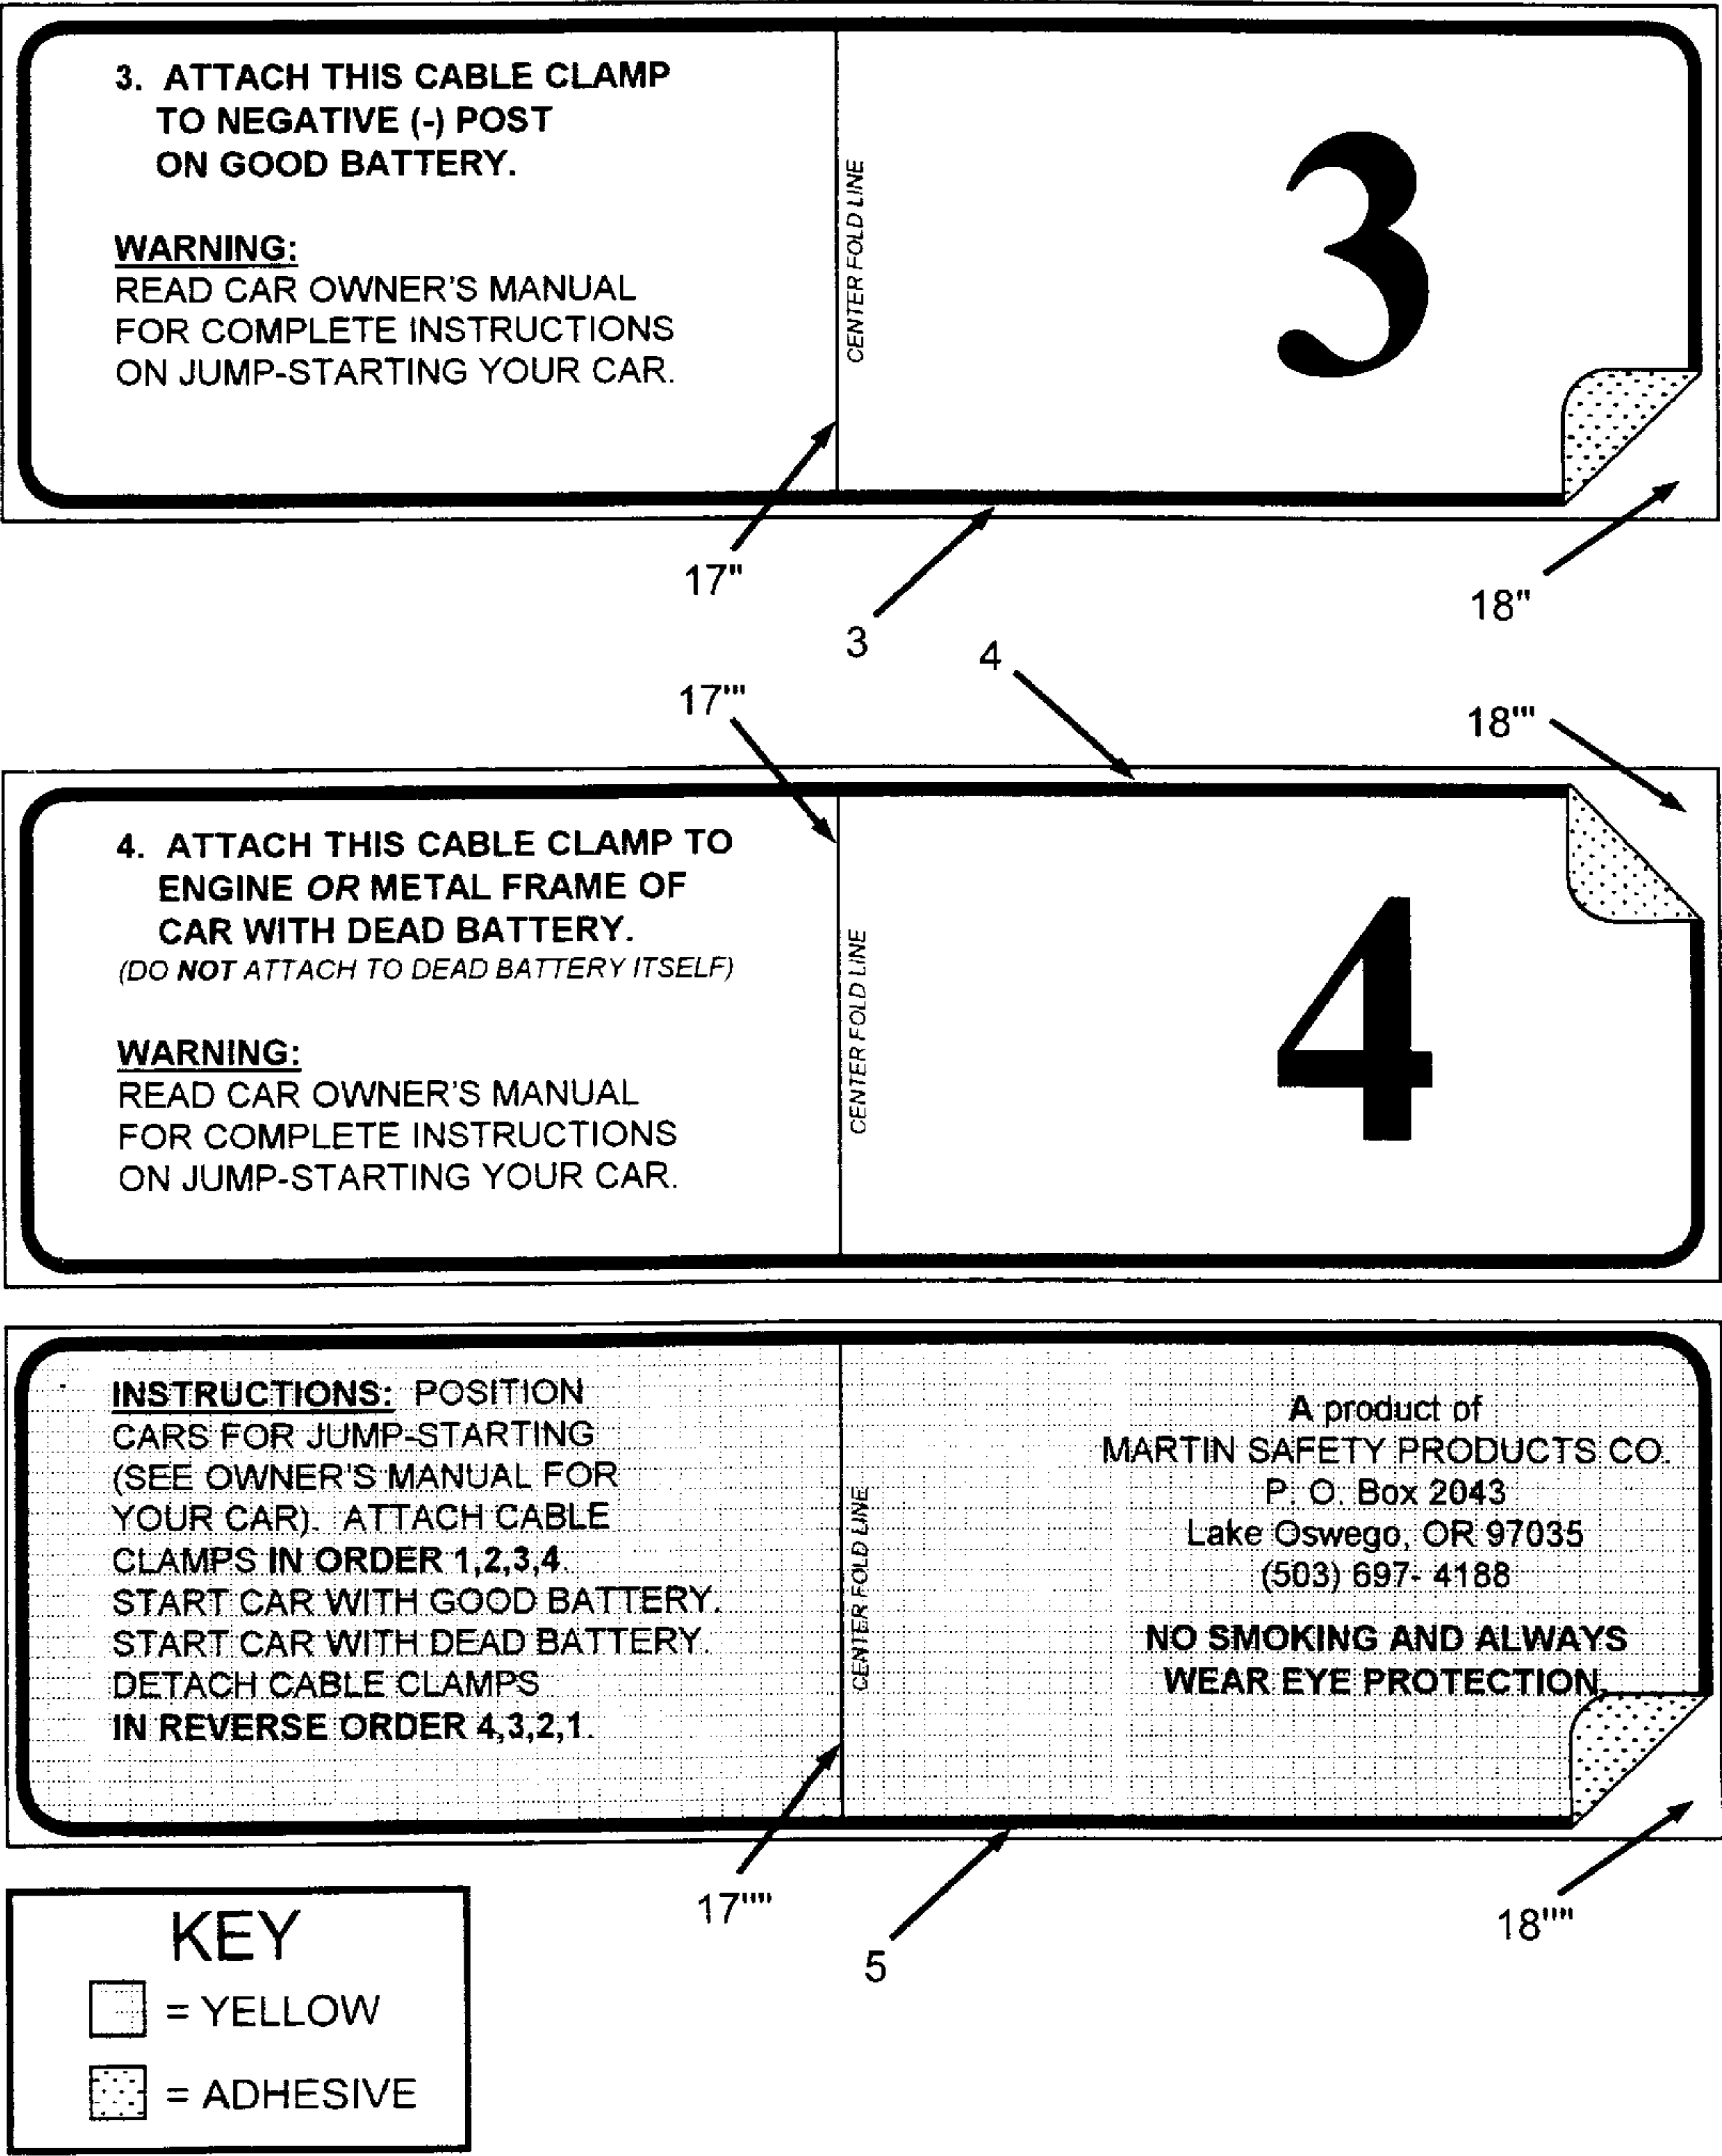 3. ATTACH THIS CABLE CLAMP
TO NEGATIVE (-) POST
ON GOOD BATTERY.
WARNING:
READ CAR OWNER'S MANUAL
FOR COMPLETE INSTRUCTIONS
ON JUMP-STARTING YOUR CAR.
CENTER FOLD LINE
3
17"
3
18"
17'''
4
18'''
4. ATTACH THIS CABLE CLAMP TO
ENGINE OR METAL FRAME OF
CAR WITH DEAD BATTERY.
(DO NOT ATTACH TO DEAD BATTERY ITSELF)
WARNING:
READ CAR OWNER'S MANUAL
FOR COMPLETE INSTRUCTIONS
ON JUMP-STARTING YOUR CAR.
CENTER FOLD LINE
4
INSTRUCTIONS: POSITION
CARS FOR JUMP-STARTING
(SEE OWNER'S MANUAL FOR
YOUR CAR). ATTACH CABLE
CLAMPS IN ORDER 1,2,3,4.
START CAR WITH GOOD BATTERY.
START CAR WITH DEAD BATTERY.
DETACH CABLE CLAMPS
IN REVERSE ORDER 4,3,2,1.
CENTER FOLD LINE
A product of
MARTIN SAFETY PRODUCTS CO.
P. O. Box 2043
Lake Oswego, OR 97035
(503) 697- 4188
NO SMOKING AND ALWAYS
WEAR EYE PROTECTION.
17""
5
18""
KEY
= YELLOW
= ADHESIVE